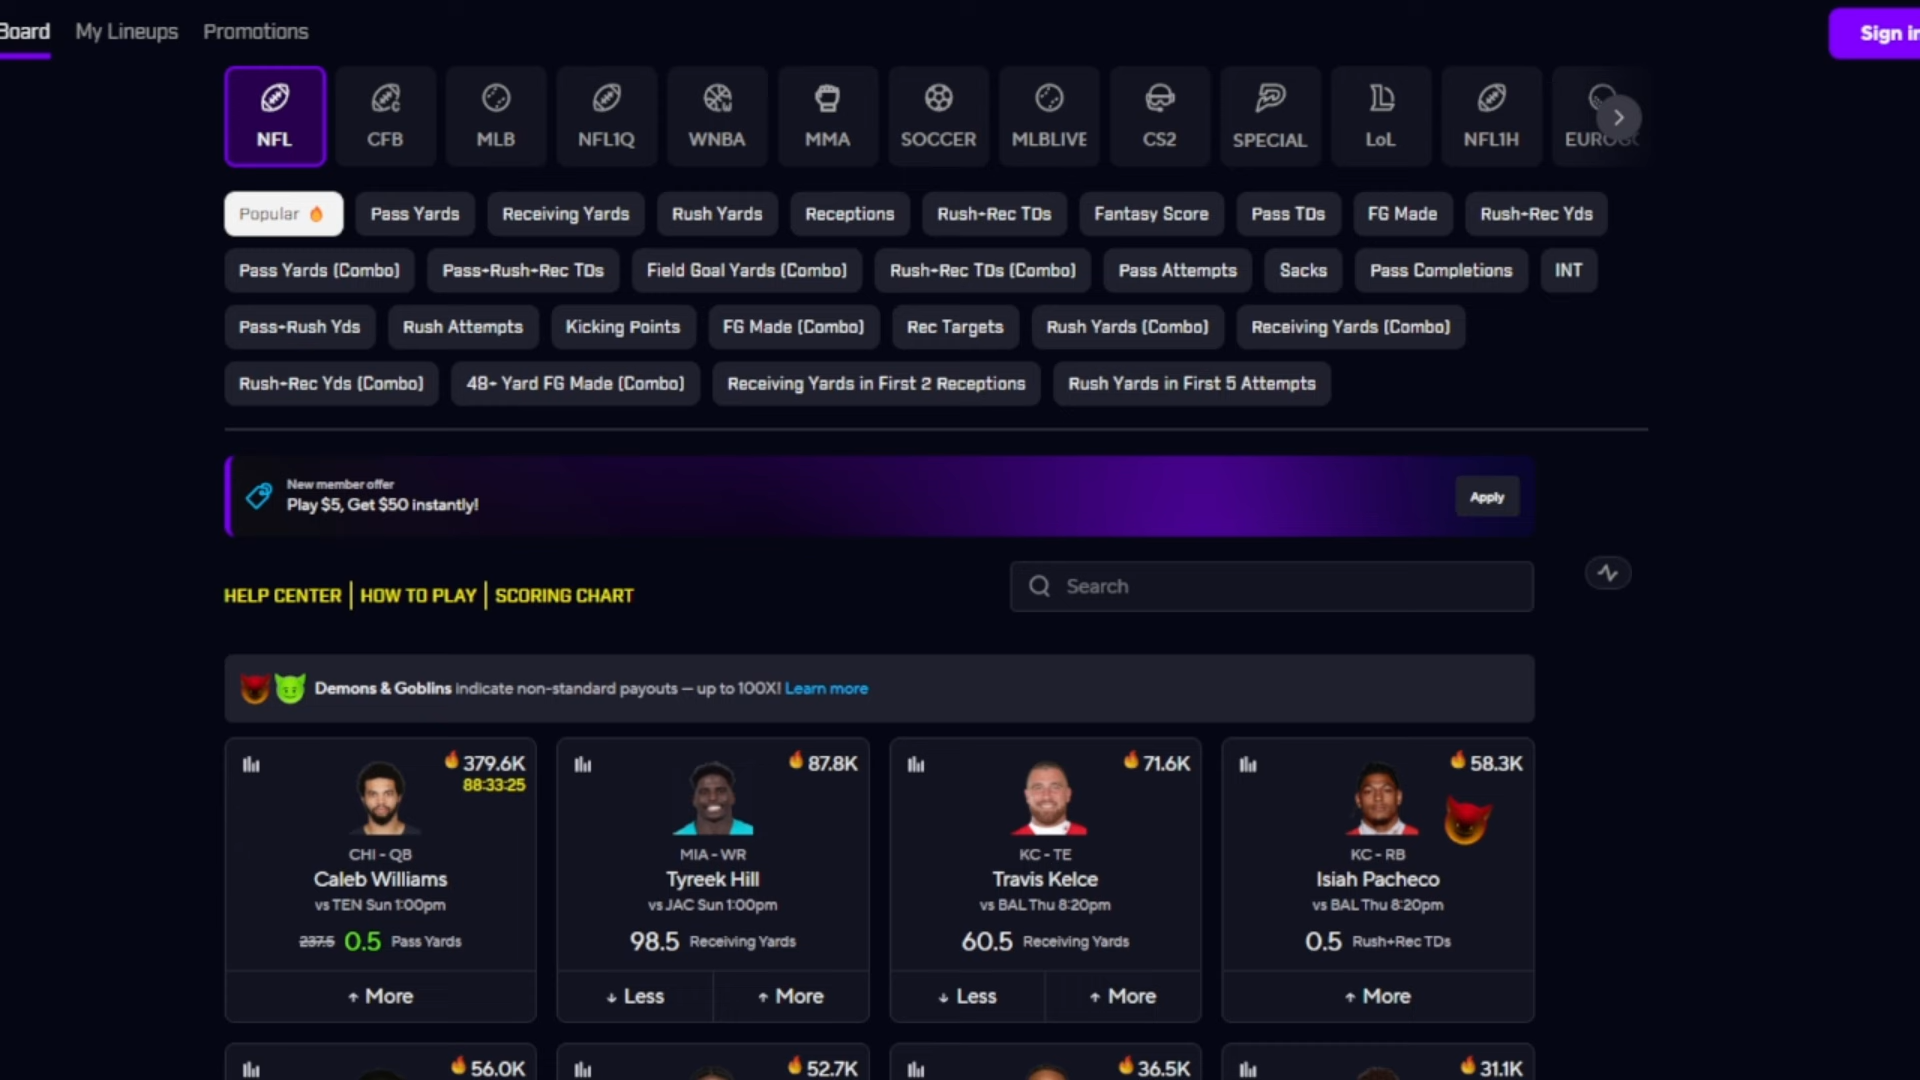 Board My Lineups Promotions Sign in
NFL CFB MLB NFL1Q WNBA MMA SOCCER MLBLIVE CS2 SPECIAL LoL NFL1H
Popular Pass Yards Receiving Yards Rush Yards Receptions Rush+Rec TDs Fantasy Score Pass TDs FG Made Rush+Rec Yds
Pass Yards (Combo) Pass+Rush+Rec TDs Field Goal Yards (Combo) Rush+Rec TDs (Combo) Pass Attempts Sacks Pass Completions INT
Pass+Rush Yds Rush Attempts Kicking Points FG Made (Combo) Rec Targets Rush Yards (Combo) Receiving Yards (Combo)
Rush+Rec Yds (Combo) 48+ Yard FG Made (Combo) Receiving Yards in First 2 Receptions Rush Yards in First 5 Attempts
New member offer
Play $5, Get $50 instantly!
Apply
HELP CENTER HOW TO PLAY SCORING CHART
Search
Demons & Goblins indicate non-standard payouts — up to 100X! Learn more
379.6K
88:33:25
CHI - QB
Caleb Williams
vs TEN Sun 1:00pm
237.5 0.5 Pass Yards
More
87.8K
MIA - WR
Tyreek Hill
vs JAC Sun 1:00pm
98.5 Receiving Yards
Less More
71.6K
KC - TE
Travis Kelce
vs BAL Thu 8:20pm
60.5 Receiving Yards
Less More
58.3K
KC - RB
Isiah Pacheco
vs BAL Thu 8:20pm
0.5 Rush+Rec TDs
More
56.0K 52.7K 36.5K 31.1K